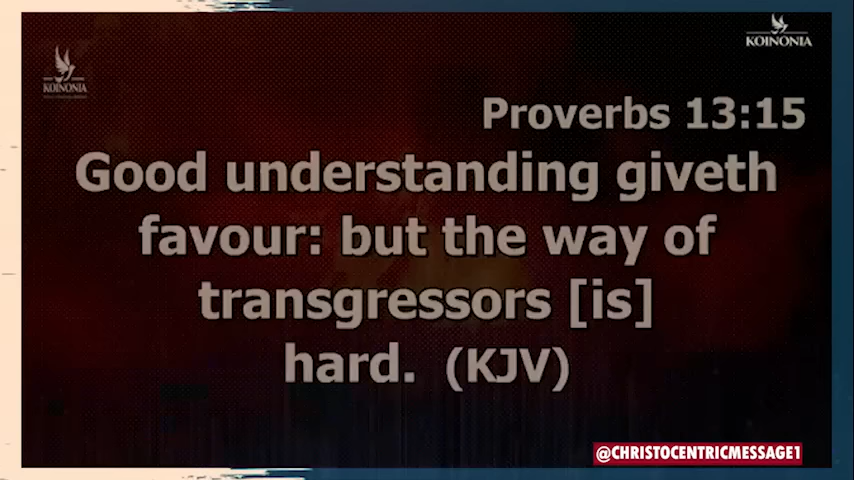 KOINONIA
KOINONIA
Proverbs 13:15
Good understanding giveth
favour: but the way of
transgressors [is]
hard. (KJV)
@CHRISTOCENTRICMESSAGE1